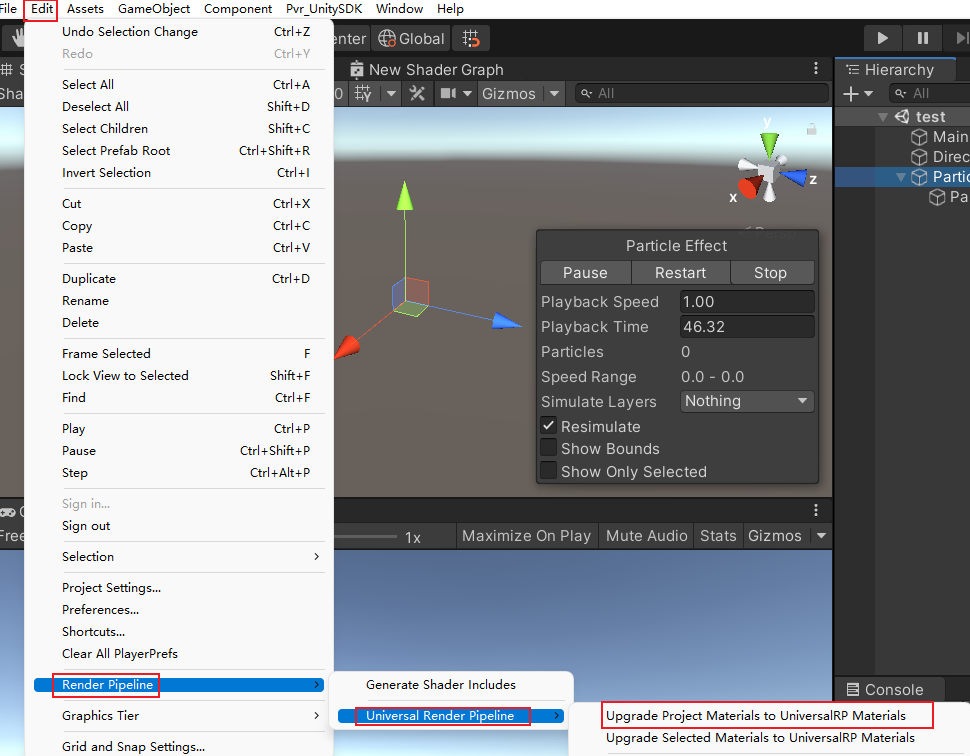 File Edit Assets GameObject Component Pvr_UnitySDK Window Help
Undo Selection Change Ctrl+Z
Redo Ctrl+Y
Select All Ctrl+A
Deselect All Shift+D
Select Children Shift+C
Select Prefab Root Ctrl+Shift+R
Invert Selection Ctrl+I
Cut Ctrl+X
Copy Ctrl+C
Paste Ctrl+V
Duplicate Ctrl+D
Rename
Delete
Frame Selected F
Lock View to Selected Shift+F
Find Ctrl+F
Play Ctrl+P
Pause Ctrl+Shift+P
Step Ctrl+Alt+P
Sign in...
Sign out
Selection
Project Settings...
Preferences...
Shortcuts...
Clear All PlayerPrefs
Render Pipeline
Graphics Tier
Grid and Snap Settings...
Generate Shader Includes
Universal Render Pipeline
Upgrade Project Materials to UniversalRP Materials
Upgrade Selected Materials to UniversalRP Materials
enter Global
New Shader Graph
Sha
0 Gizmos All
y
z
x
Particle Effect
Pause Restart Stop
Playback Speed 1.00
Playback Time 46.32
Particles 0
Speed Range 0.0 - 0.0
Simulate Layers Nothing
Resimulate
Show Bounds
Show Only Selected
Free
1x Maximize On Play Mute Audio Stats Gizmos
Hierarchy
All
test
Main
Direc
Partic
Pa
Console